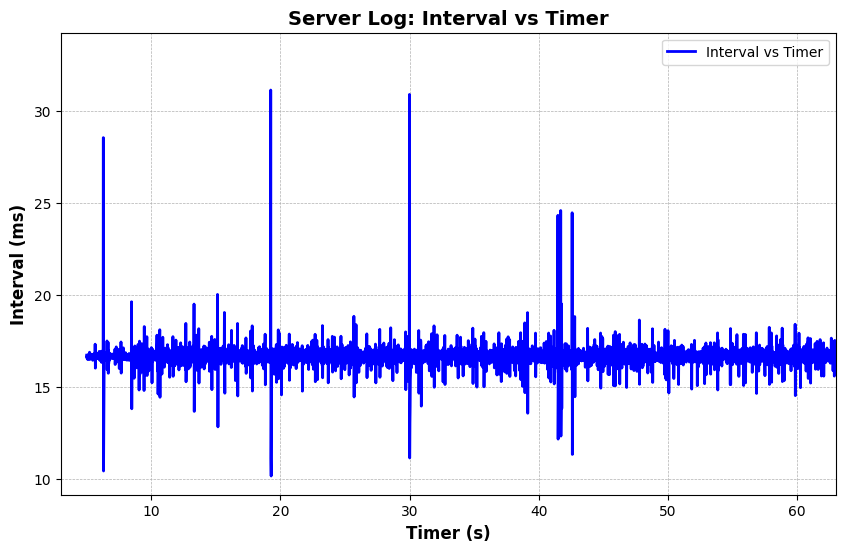 Server Log: Interval vs Timer
Interval vs Timer
30
25
20
15
10
Interval (ms)
10 20 30 40 50 60
Timer (s)